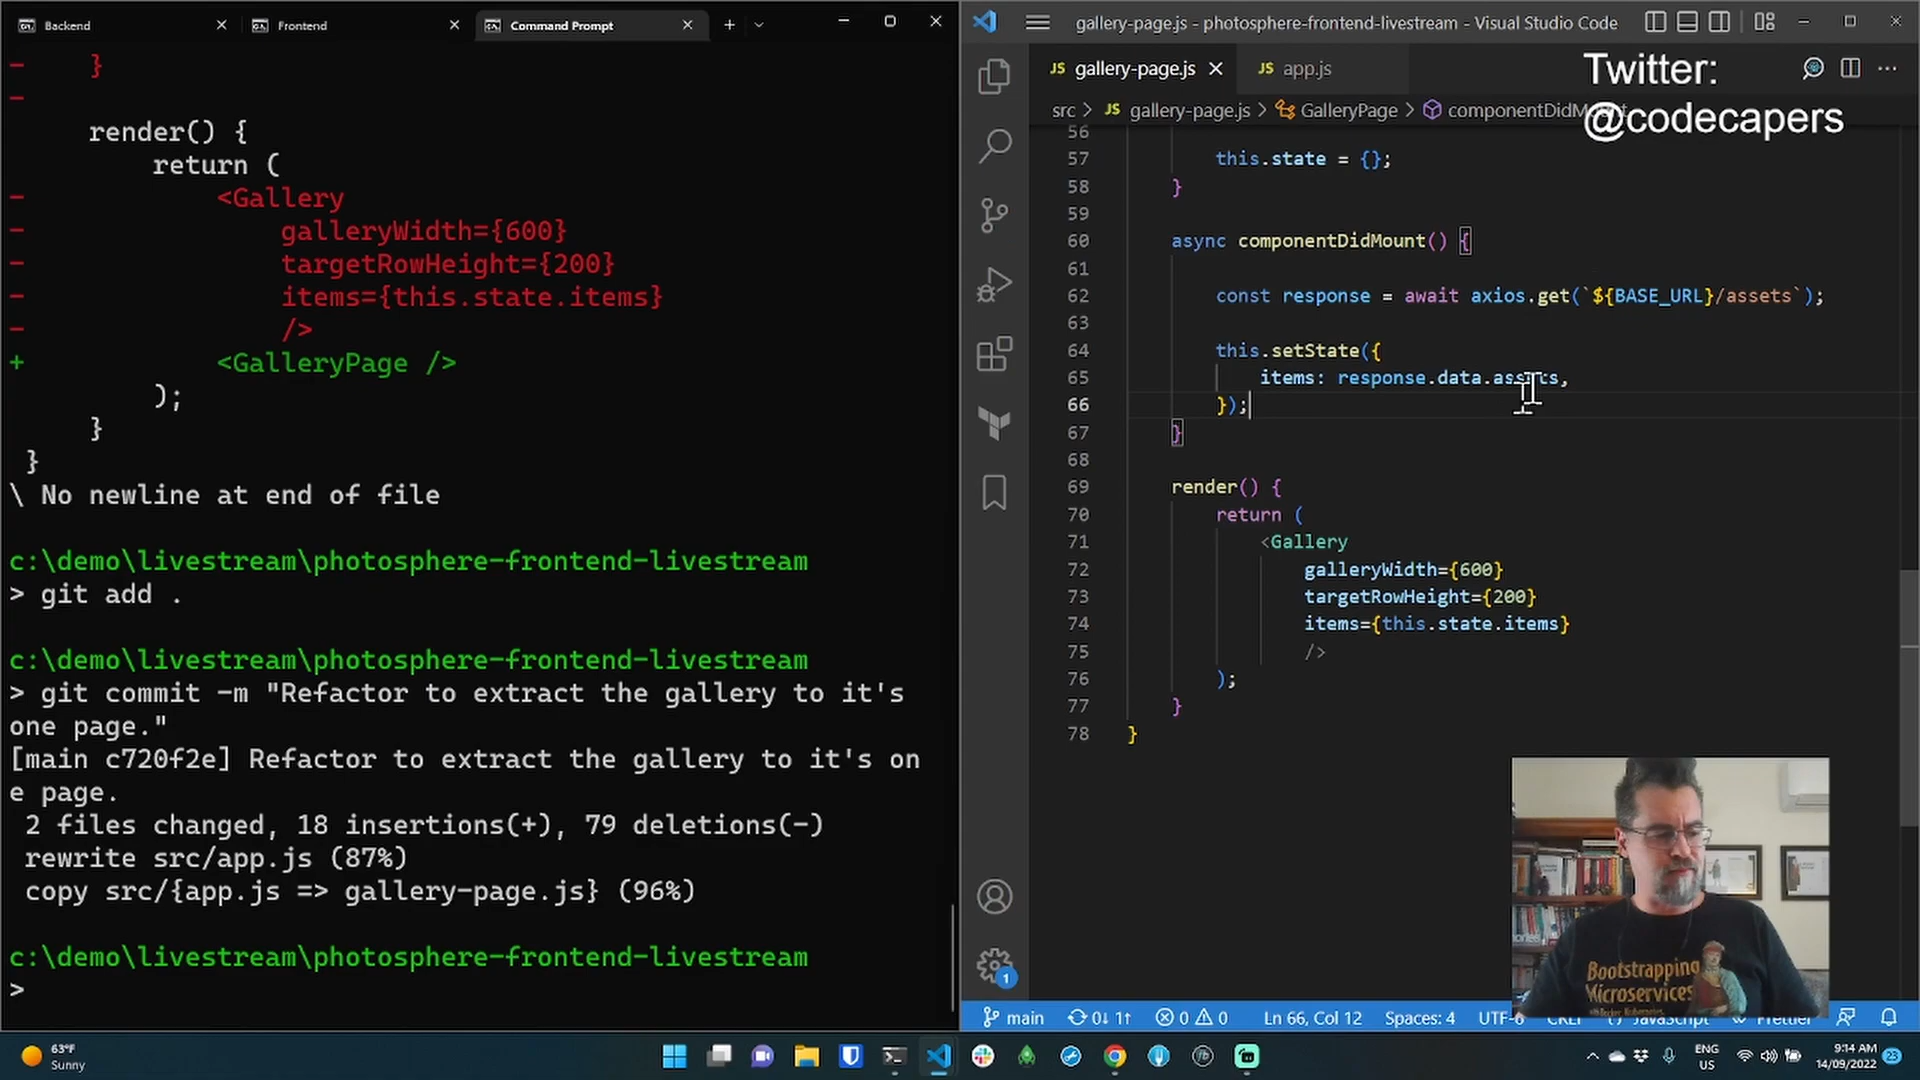 Backend
Frontend
Command Prompt
- }
-
render() {
return (
- <Gallery
- galleryWidth={600}
- targetRowHeight={200}
- items={this.state.items}
- />
+ <GalleryPage />
);
}
}
\ No newline at end of file
c:\demo\livestream\photosphere-frontend-livestream
> git add .
c:\demo\livestream\photosphere-frontend-livestream
> git commit -m "Refactor to extract the gallery to it's
one page."
[main c720f2e] Refactor to extract the gallery to it's on
e page.
2 files changed, 18 insertions(+), 79 deletions(-)
rewrite src/app.js (87%)
copy src/{app.js => gallery-page.js} (96%)
c:\demo\livestream\photosphere-frontend-livestream
>
gallery-page.js - photosphere-frontend-livestream - Visual Studio Code
JS gallery-page.js
JS app.js
Twitter:
@codecapers
src > JS gallery-page.js > GalleryPage > componentDidMount
56
57 this.state = {};
58 }
59
60 async componentDidMount() {
61
62 const response = await axios.get(`${BASE_URL}/assets`);
63
64 this.setState({
65 items: response.data.assets,
66 });
67 }
68
69 render() {
70 return (
71 <Gallery
72 galleryWidth={600}
73 targetRowHeight={200}
74 items={this.state.items}
75 />
76 );
77 }
78 }
Bootstrapping
Microservices
1
main
0↓ 1↑
0
0
Ln 66, Col 12
Spaces: 4
UTF-8
CRLF
{} JavaScript
Prettier
63°F
Sunny
ENG
US
9:14 AM
14/09/2022
23